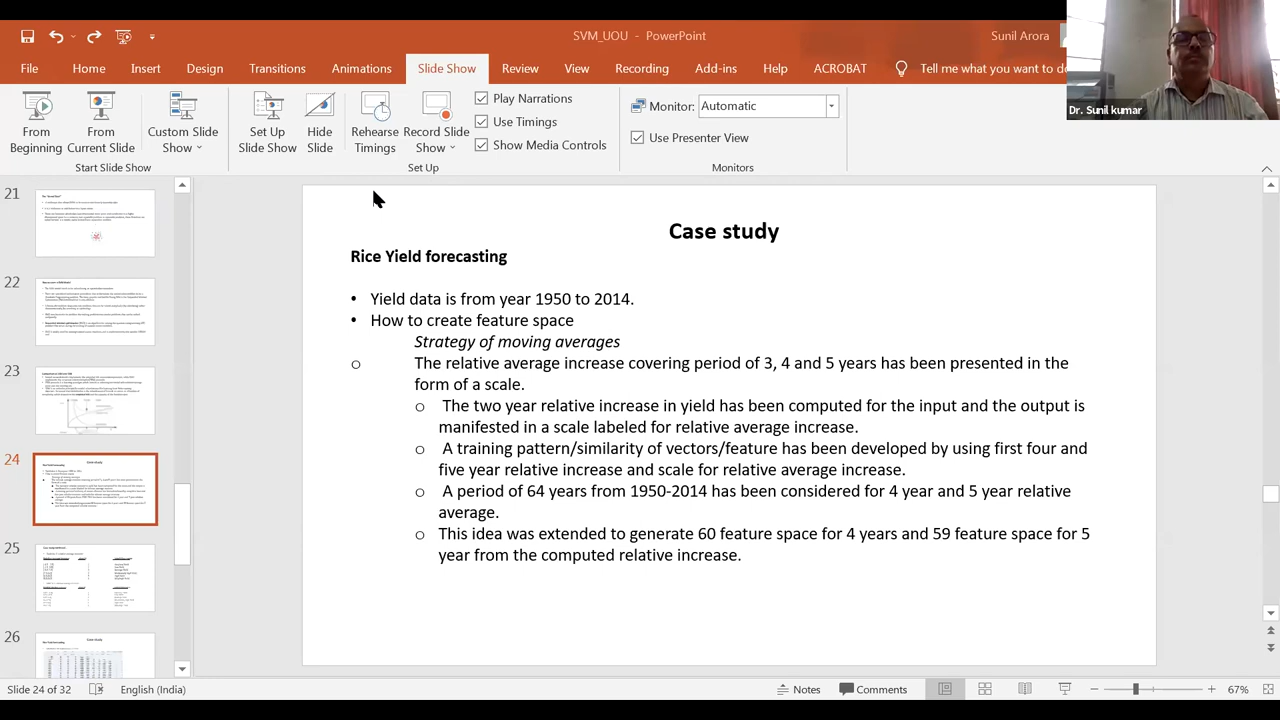 SVM_UOU - PowerPoint
Sunil Arora
File Home Insert Design Transitions Animations Slide Show Review View Recording Add-ins Help ACROBAT Tell me what you want to do
From Beginning
From Current Slide
Custom Slide Show
Set Up Slide Show
Hide Slide
Rehearse Timings
Record Slide Show
Play Narrations
Use Timings
Show Media Controls
Monitor: Automatic
Use Presenter View
Start Slide Show
Set Up
Monitors
Dr. Sunil kumar
21
22
23
24
25
26
Case study
Rice Yield forecasting
• Yield data is from year 1950 to 2014.
• How to create feature space
Strategy of moving averages
o The relative average increase covering period of 3, 4 and 5 years has been presented in the
form of a scale.
o The two year relative increase in yield has been computed for the input and the output is
manifested in a scale labeled for relative average increase.
o A training pattern/similarity of vectors/feature has been developed by using first four and
five year relative increase and scale for relative average increase.
o A period of 64 years from 1950-2014 has been considered for 4 year and 5 year relative
average.
o This idea was extended to generate 60 feature space for 4 years and 59 feature space for 5
year from the computed relative increase.
Slide 24 of 32 English (India) Notes Comments 67%